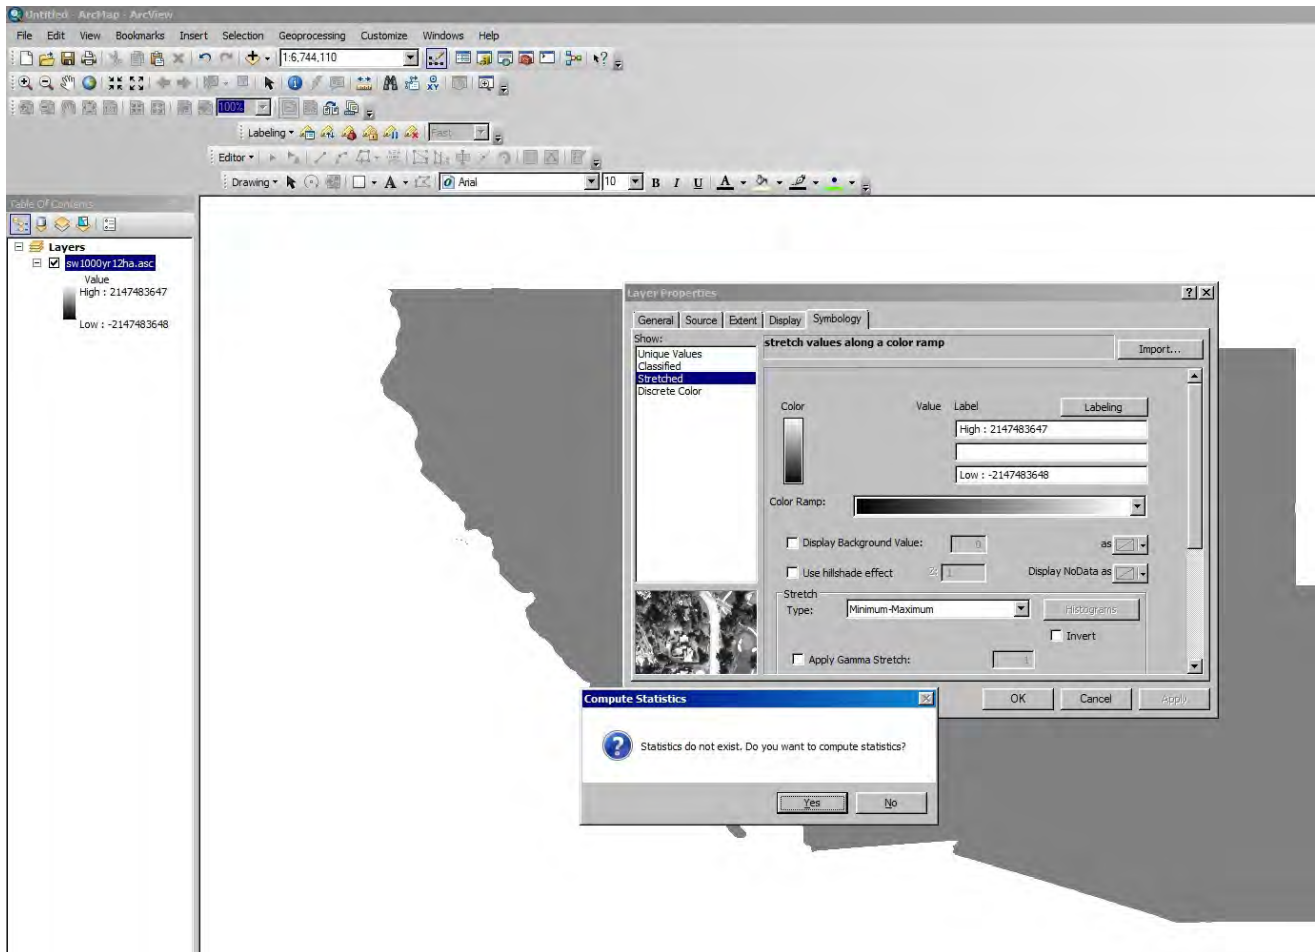 Untitled - ArcMap - ArcView
File Edit View Bookmarks Insert Selection Geoprocessing Customize Windows Help
1:6,744,110
100%
Labeling Fast
Editor
Drawing A Arial 10 B I U A
Table Of Contents
Layers
sw1000yr12ha.asc
Value
High : 2147483647
Low : -2147483648
Layer Properties
General Source Extent Display Symbology
Show:
Unique Values
Classified
Stretched
Discrete Color
stretch values along a color ramp
Import...
Color Value Label Labeling
High : 2147483647
Low : -2147483648
Color Ramp:
Display Background Value: 0 as
Use hillshade effect Z: 1 Display NoData as
Stretch
Type: Minimum-Maximum Histograms
Invert
Apply Gamma Stretch: 1
OK Cancel Apply
Compute Statistics
Statistics do not exist. Do you want to compute statistics?
Yes No